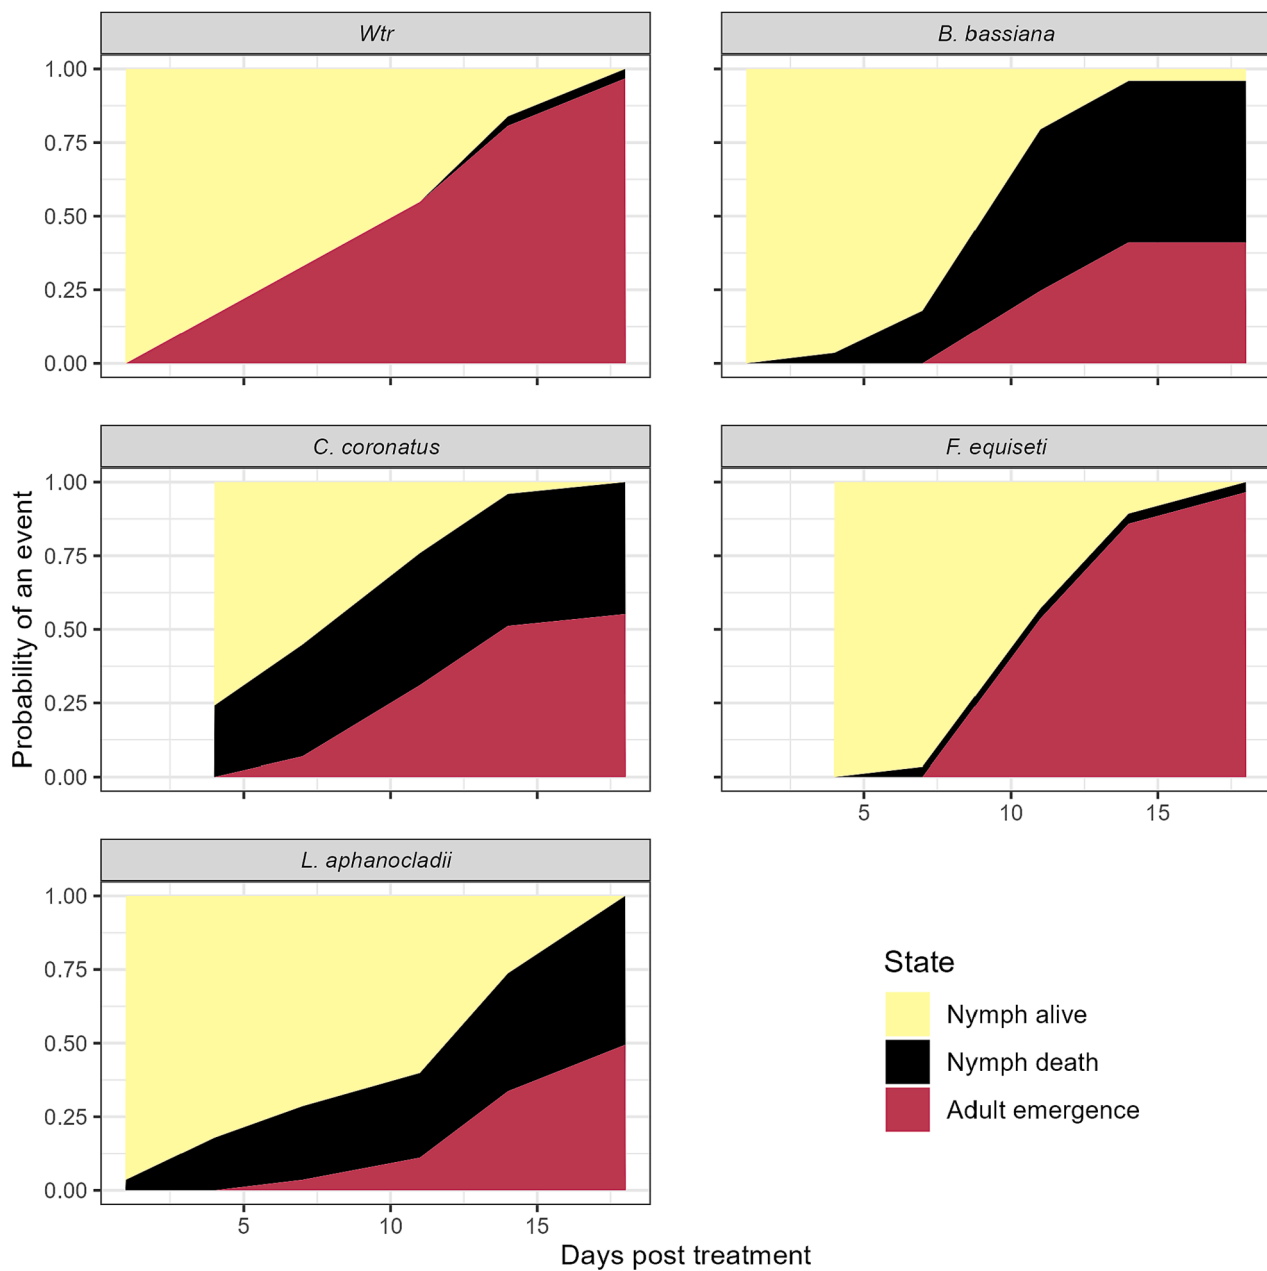 Wtr
B. bassiana
1.00
0.75
0.50
0.25
0.00
C. coronatus
F. equiseti
1.00
0.75
0.50
0.25
0.00
5 10 15
L. aphanocladii
1.00
0.75
0.50
0.25
0.00
5 10 15
Probability of an event
Days post treatment
State
Nymph alive
Nymph death
Adult emergence